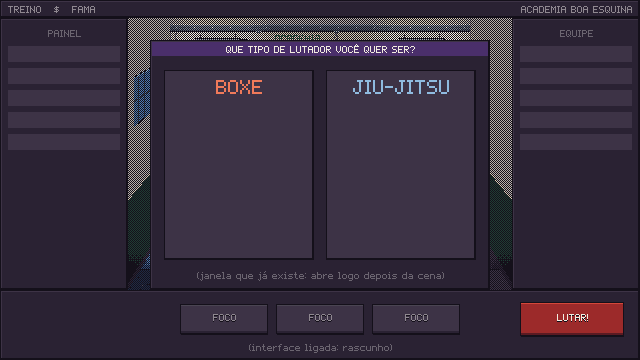 TREINO $ FAMA
ACADEMIA BOA ESQUINA
PAINEL
EQUIPE
QUE TIPO DE LUTADOR VOCÊ QUER SER?
BOXE
JIU-JITSU
(janela que já existe: abre logo depois da cena)
FOCO
FOCO
FOCO
LUTAR!
(interface ligada: rascunho)